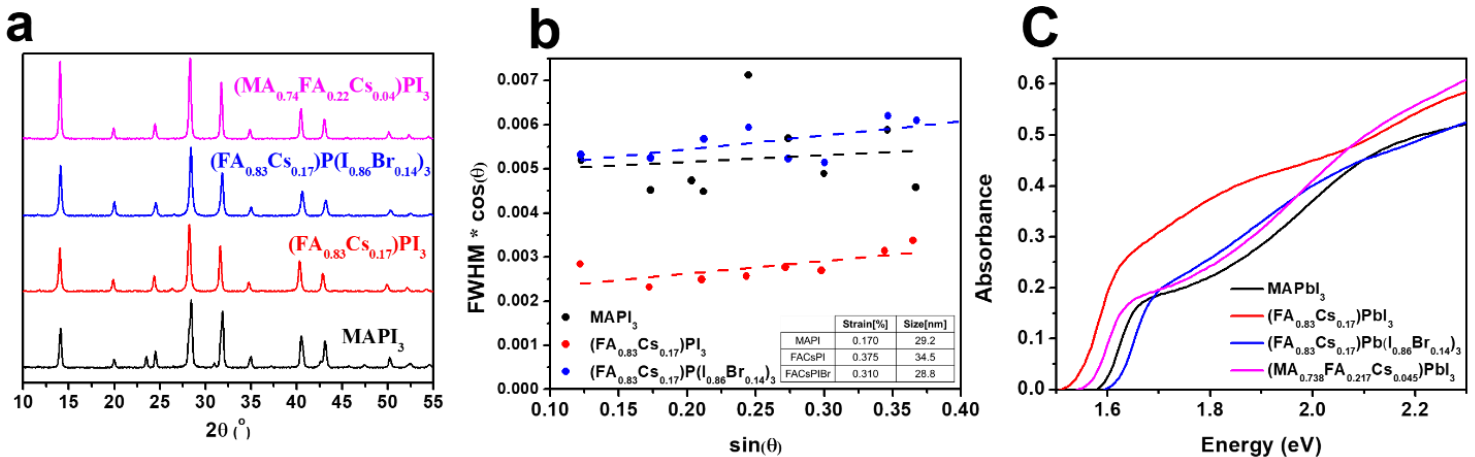 a
(MA0.74FA0.22Cs0.04)PI3
(FA0.83Cs0.17)P(I0.86Br0.14)3
(FA0.83Cs0.17)PI3
MAPI3
10 15 20 25 30 35 40 45 50 55
2θ (°)
b
FWHM * cos(θ)
0.007
0.006
0.005
0.004
0.003
0.002
0.001
0.000
MAPI3
(FA0.83Cs0.17)PI3
(FA0.83Cs0.17)P(I0.86Br0.14)3
Strain[%] Size[nm]
MAPI 0.170 29.2
FACsPI 0.375 34.5
FACsPIBr 0.310 28.8
0.10 0.15 0.20 0.25 0.30 0.35 0.40
sin(θ)
C
Absorbance
0.6
0.5
0.4
0.3
0.2
0.1
0.0
MAPbI3
(FA0.83Cs0.17)PbI3
(FA0.83Cs0.17)Pb(I0.86Br0.14)3
(MA0.738FA0.217Cs0.045)PbI3
1.6 1.8 2.0 2.2
Energy (eV)